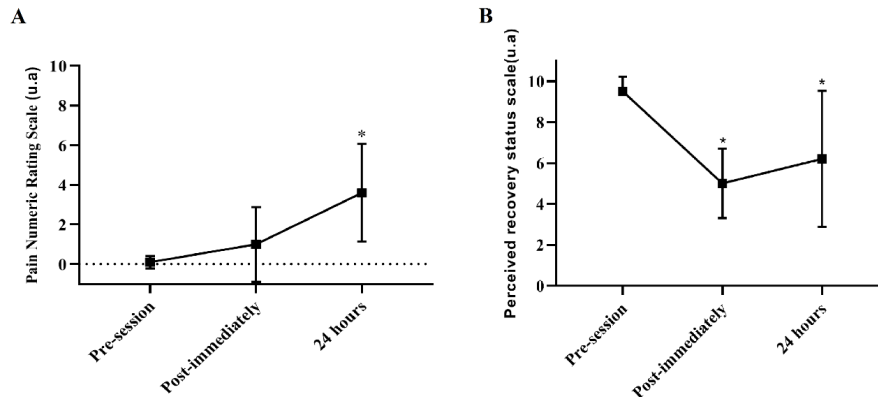 A
Pain Numeric Rating Scale (u.a)
10
8
6
4
2
0
*
Pre-session
Post-immediately
24 hours
B
Perceived recovery status scale(u.a)
10
8
6
4
2
0
*
*
Pre-session
Post-immediately
24 hours